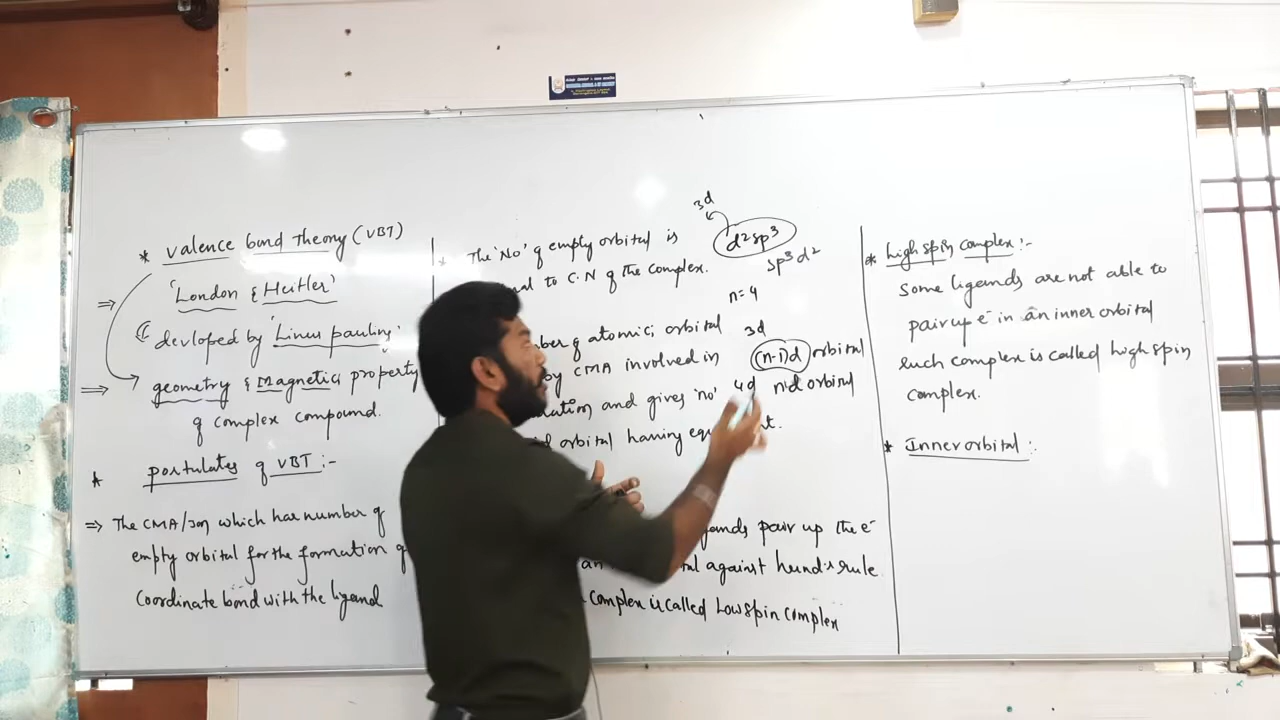 * Valence bond Theory (VBT)
⇒ 'London & Heitler'
devloped by 'Linus pauling'
⇒ geometry & Magnetic property
of complex compound.
* postulates of VBT :-
⇒ The CMA/Ion which has number of
empty orbital for the formation of
Coordinate bond with the ligand
* The 'No' of empty orbital is
to C.N of the complex.
3d
d²sp³
sp³d²
n=4
of atomic; orbital
by CMA involved in
and gives 'no'
orbital having
3d
(n-1)d orbital
4d nd orbital
pair up the e⁻
against hund's rule.
complex is called Low spin complex
* high spin complex :-
Some ligands are not able to
pair up e⁻ in an inner orbital
such complex is called high spin
complex.
* Inner orbital :